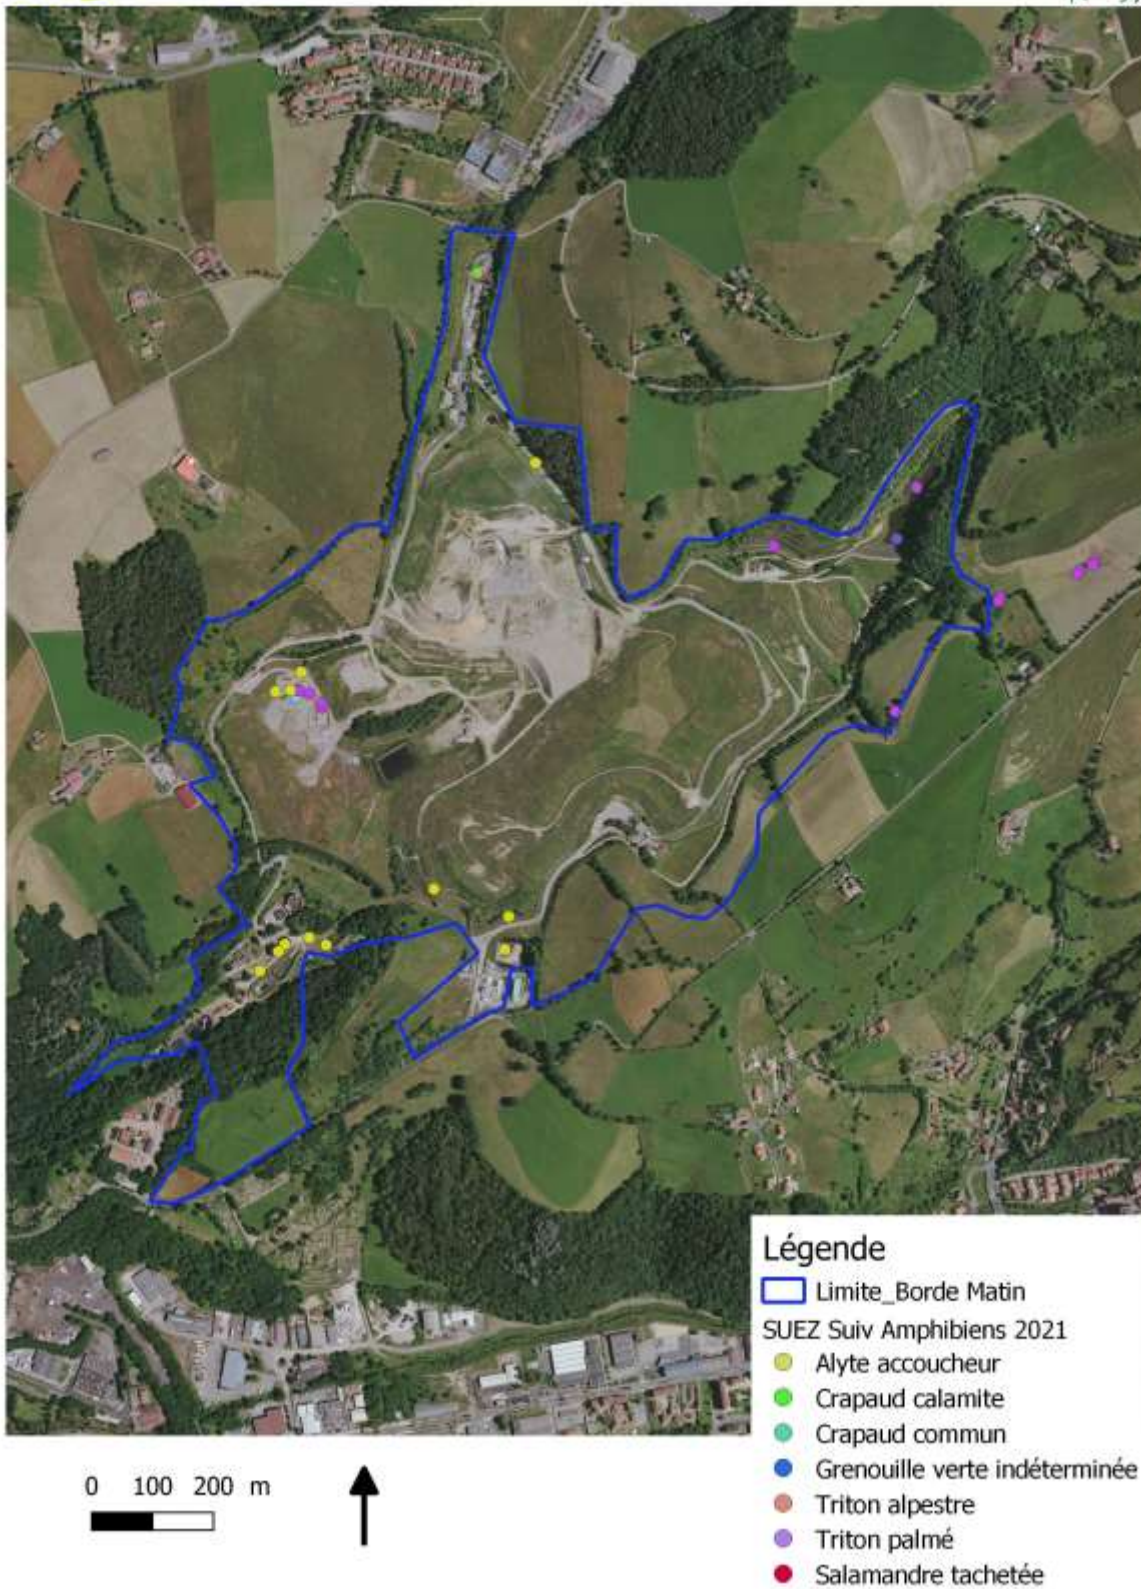 Légende
Limite_Borde Matin
SUEZ Suiv Amphibiens 2021
Alyte accoucheur
Crapaud calamite
Crapaud commun
Grenouille verte indéterminée
Triton alpestre
Triton palmé
Salamandre tachetée
0 100 200 m